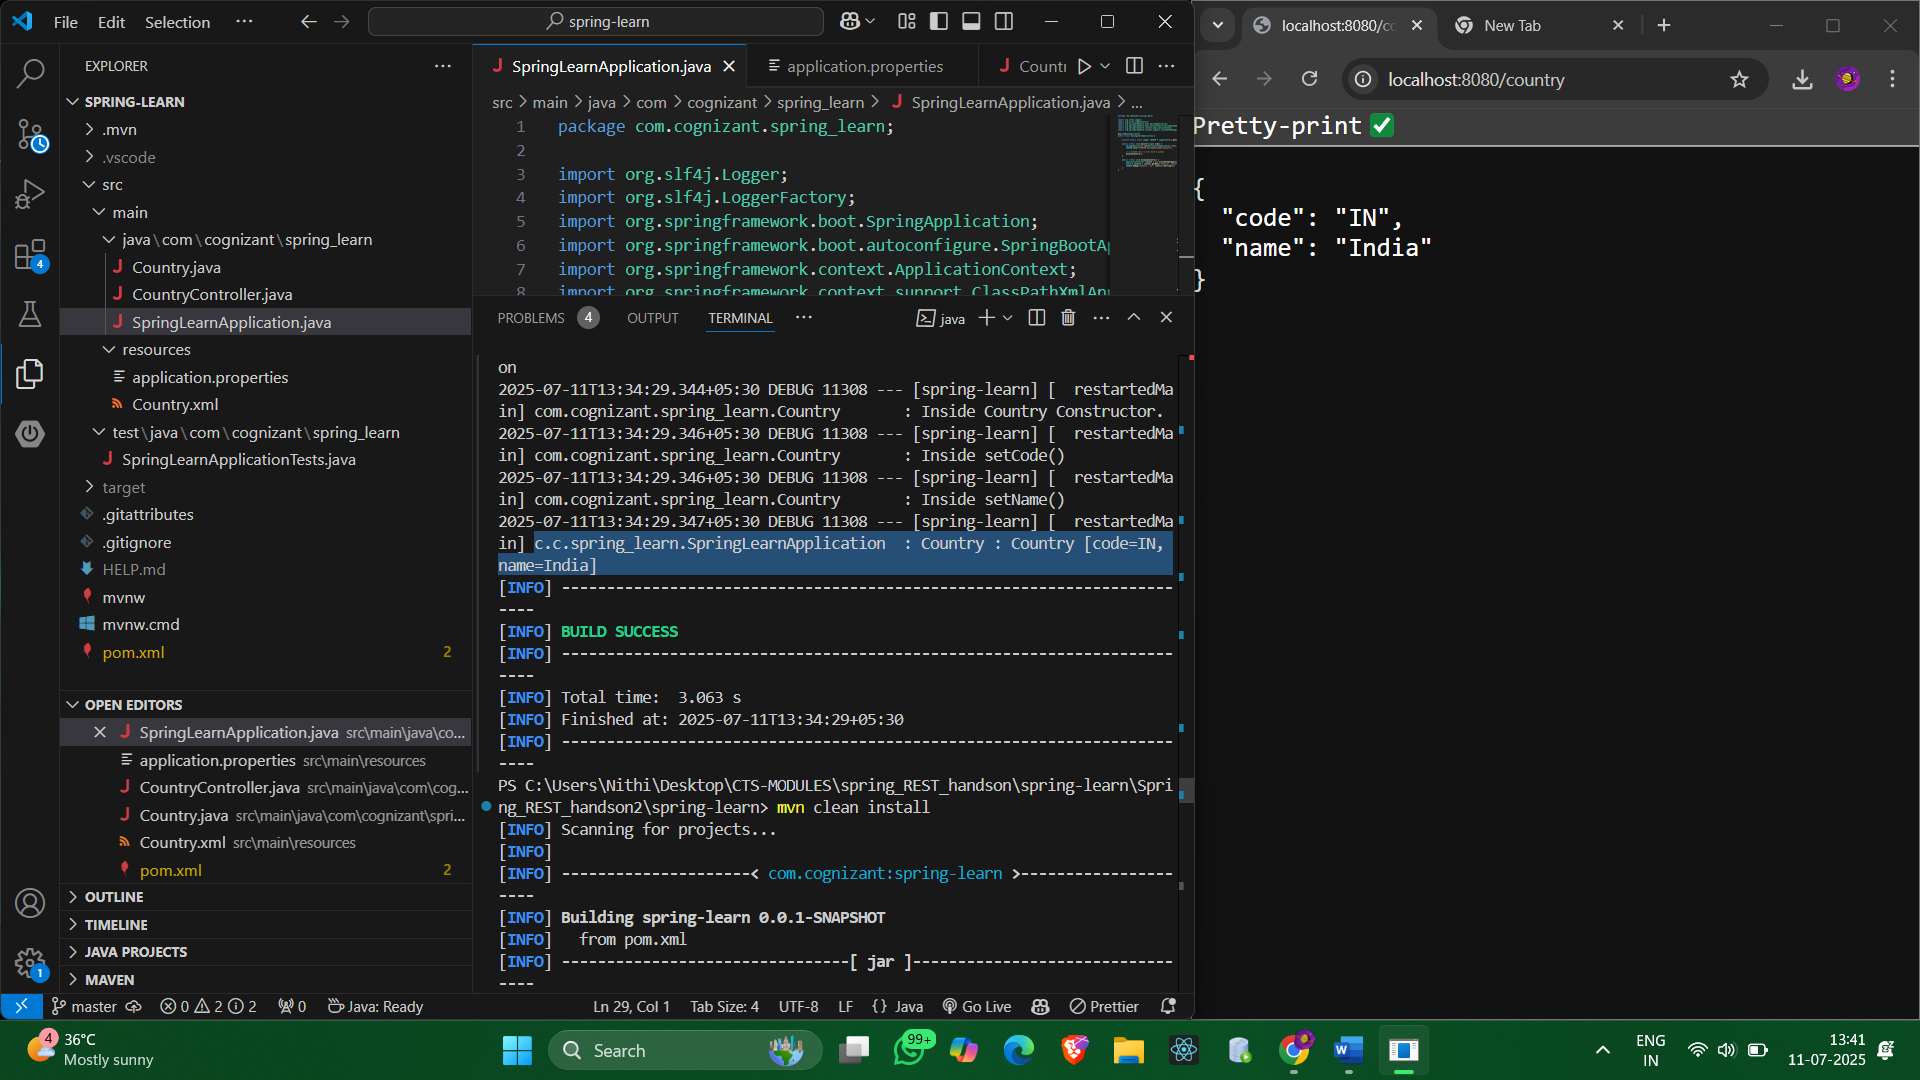 File Edit Selection ··· spring-learn
EXPLORER
SPRING-LEARN
.mvn
.vscode
src
main
java\com\cognizant\spring_learn
Country.java
CountryController.java
SpringLearnApplication.java
resources
application.properties
Country.xml
test\java\com\cognizant\spring_learn
SpringLearnApplicationTests.java
target
.gitattributes
.gitignore
HELP.md
mvnw
mvnw.cmd
pom.xml 2
OPEN EDITORS
SpringLearnApplication.java src\main\java\co...
application.properties src\main\resources
CountryController.java src\main\java\com\cog...
Country.java src\main\java\com\cognizant\spri...
Country.xml src\main\resources
pom.xml 2
OUTLINE
TIMELINE
JAVA PROJECTS
MAVEN
4
1
SpringLearnApplication.java application.properties Countr
src > main > java > com > cognizant > spring_learn > SpringLearnApplication.java > ...
1 package com.cognizant.spring_learn;
2
3 import org.slf4j.Logger;
4 import org.slf4j.LoggerFactory;
5 import org.springframework.boot.SpringApplication;
6 import org.springframework.boot.autoconfigure.SpringBootAp
7 import org.springframework.context.ApplicationContext;
8 import org.springframework.context.support.ClassPathXmlApp
PROBLEMS 4 OUTPUT TERMINAL ··· java
on
2025-07-11T13:34:29.344+05:30 DEBUG 11308 --- [spring-learn] [  restartedMa
in] com.cognizant.spring_learn.Country       : Inside Country Constructor.
2025-07-11T13:34:29.346+05:30 DEBUG 11308 --- [spring-learn] [  restartedMa
in] com.cognizant.spring_learn.Country       : Inside setCode()
2025-07-11T13:34:29.346+05:30 DEBUG 11308 --- [spring-learn] [  restartedMa
in] com.cognizant.spring_learn.Country       : Inside setName()
2025-07-11T13:34:29.347+05:30 DEBUG 11308 --- [spring-learn] [  restartedMa
in] c.c.spring_learn.SpringLearnApplication  : Country : Country [code=IN,
name=India]
[INFO] --------------------------------------------------------------------
----
[INFO] BUILD SUCCESS
[INFO] --------------------------------------------------------------------
----
[INFO] Total time:  3.063 s
[INFO] Finished at: 2025-07-11T13:34:29+05:30
[INFO] --------------------------------------------------------------------
----
PS C:\Users\Nithi\Desktop\CTS-MODULES\spring_REST_handson\spring-learn\Spri
ng_REST_handson2\spring-learn> mvn clean install
[INFO] Scanning for projects...
[INFO]
[INFO] ---------------------< com.cognizant:spring-learn >-----------------
----
[INFO] Building spring-learn 0.0.1-SNAPSHOT
[INFO]   from pom.xml
[INFO] --------------------------------[ jar ]-----------------------------
----
master 0 2 2 0 Java: Ready Ln 29, Col 1 Tab Size: 4 UTF-8 LF {} Java Go Live Prettier
localhost:8080/co New Tab
localhost:8080/country
Pretty-print
{
"code": "IN",
"name": "India"
}
4 36°C
Mostly sunny
Search
99+
ENG
IN
13:41
11-07-2025